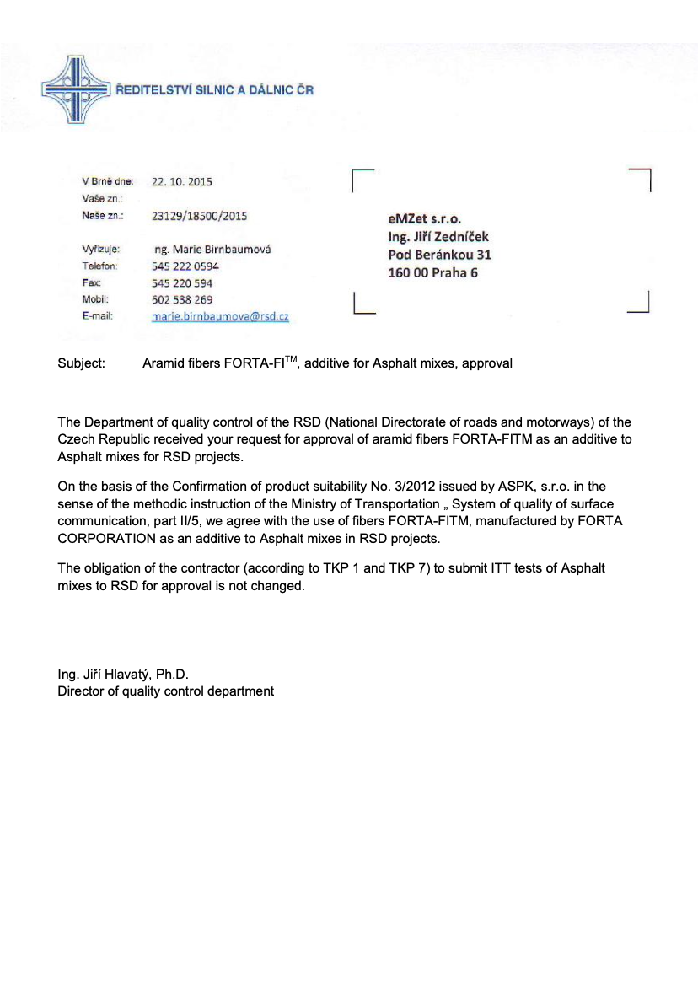 ŘEDITELSTVÍ SILNIC A DÁLNIC ČR
V Brně dne: 22. 10. 2015
Vaše zn.:
Naše zn.: 23129/18500/2015
Vyřizuje: Ing. Marie Birnbaumová
Telefon: 545 222 0594
Fax: 545 220 594
Mobil: 602 538 269
E-mail: marie.birnbaumova@rsd.cz
eMZet s.r.o.
Ing. Jiří Zedníček
Pod Beránkou 31
160 00 Praha 6
Subject: Aramid fibers FORTA-FI™, additive for Asphalt mixes, approval
The Department of quality control of the RSD (National Directorate of roads and motorways) of the
Czech Republic received your request for approval of aramid fibers FORTA-FITM as an additive to
Asphalt mixes for RSD projects.
On the basis of the Confirmation of product suitability No. 3/2012 issued by ASPK, s.r.o. in the
sense of the methodic instruction of the Ministry of Transportation „ System of quality of surface
communication, part II/5, we agree with the use of fibers FORTA-FITM, manufactured by FORTA
CORPORATION as an additive to Asphalt mixes in RSD projects.
The obligation of the contractor (according to TKP 1 and TKP 7) to submit ITT tests of Asphalt
mixes to RSD for approval is not changed.
Ing. Jiří Hlavatý, Ph.D.
Director of quality control department